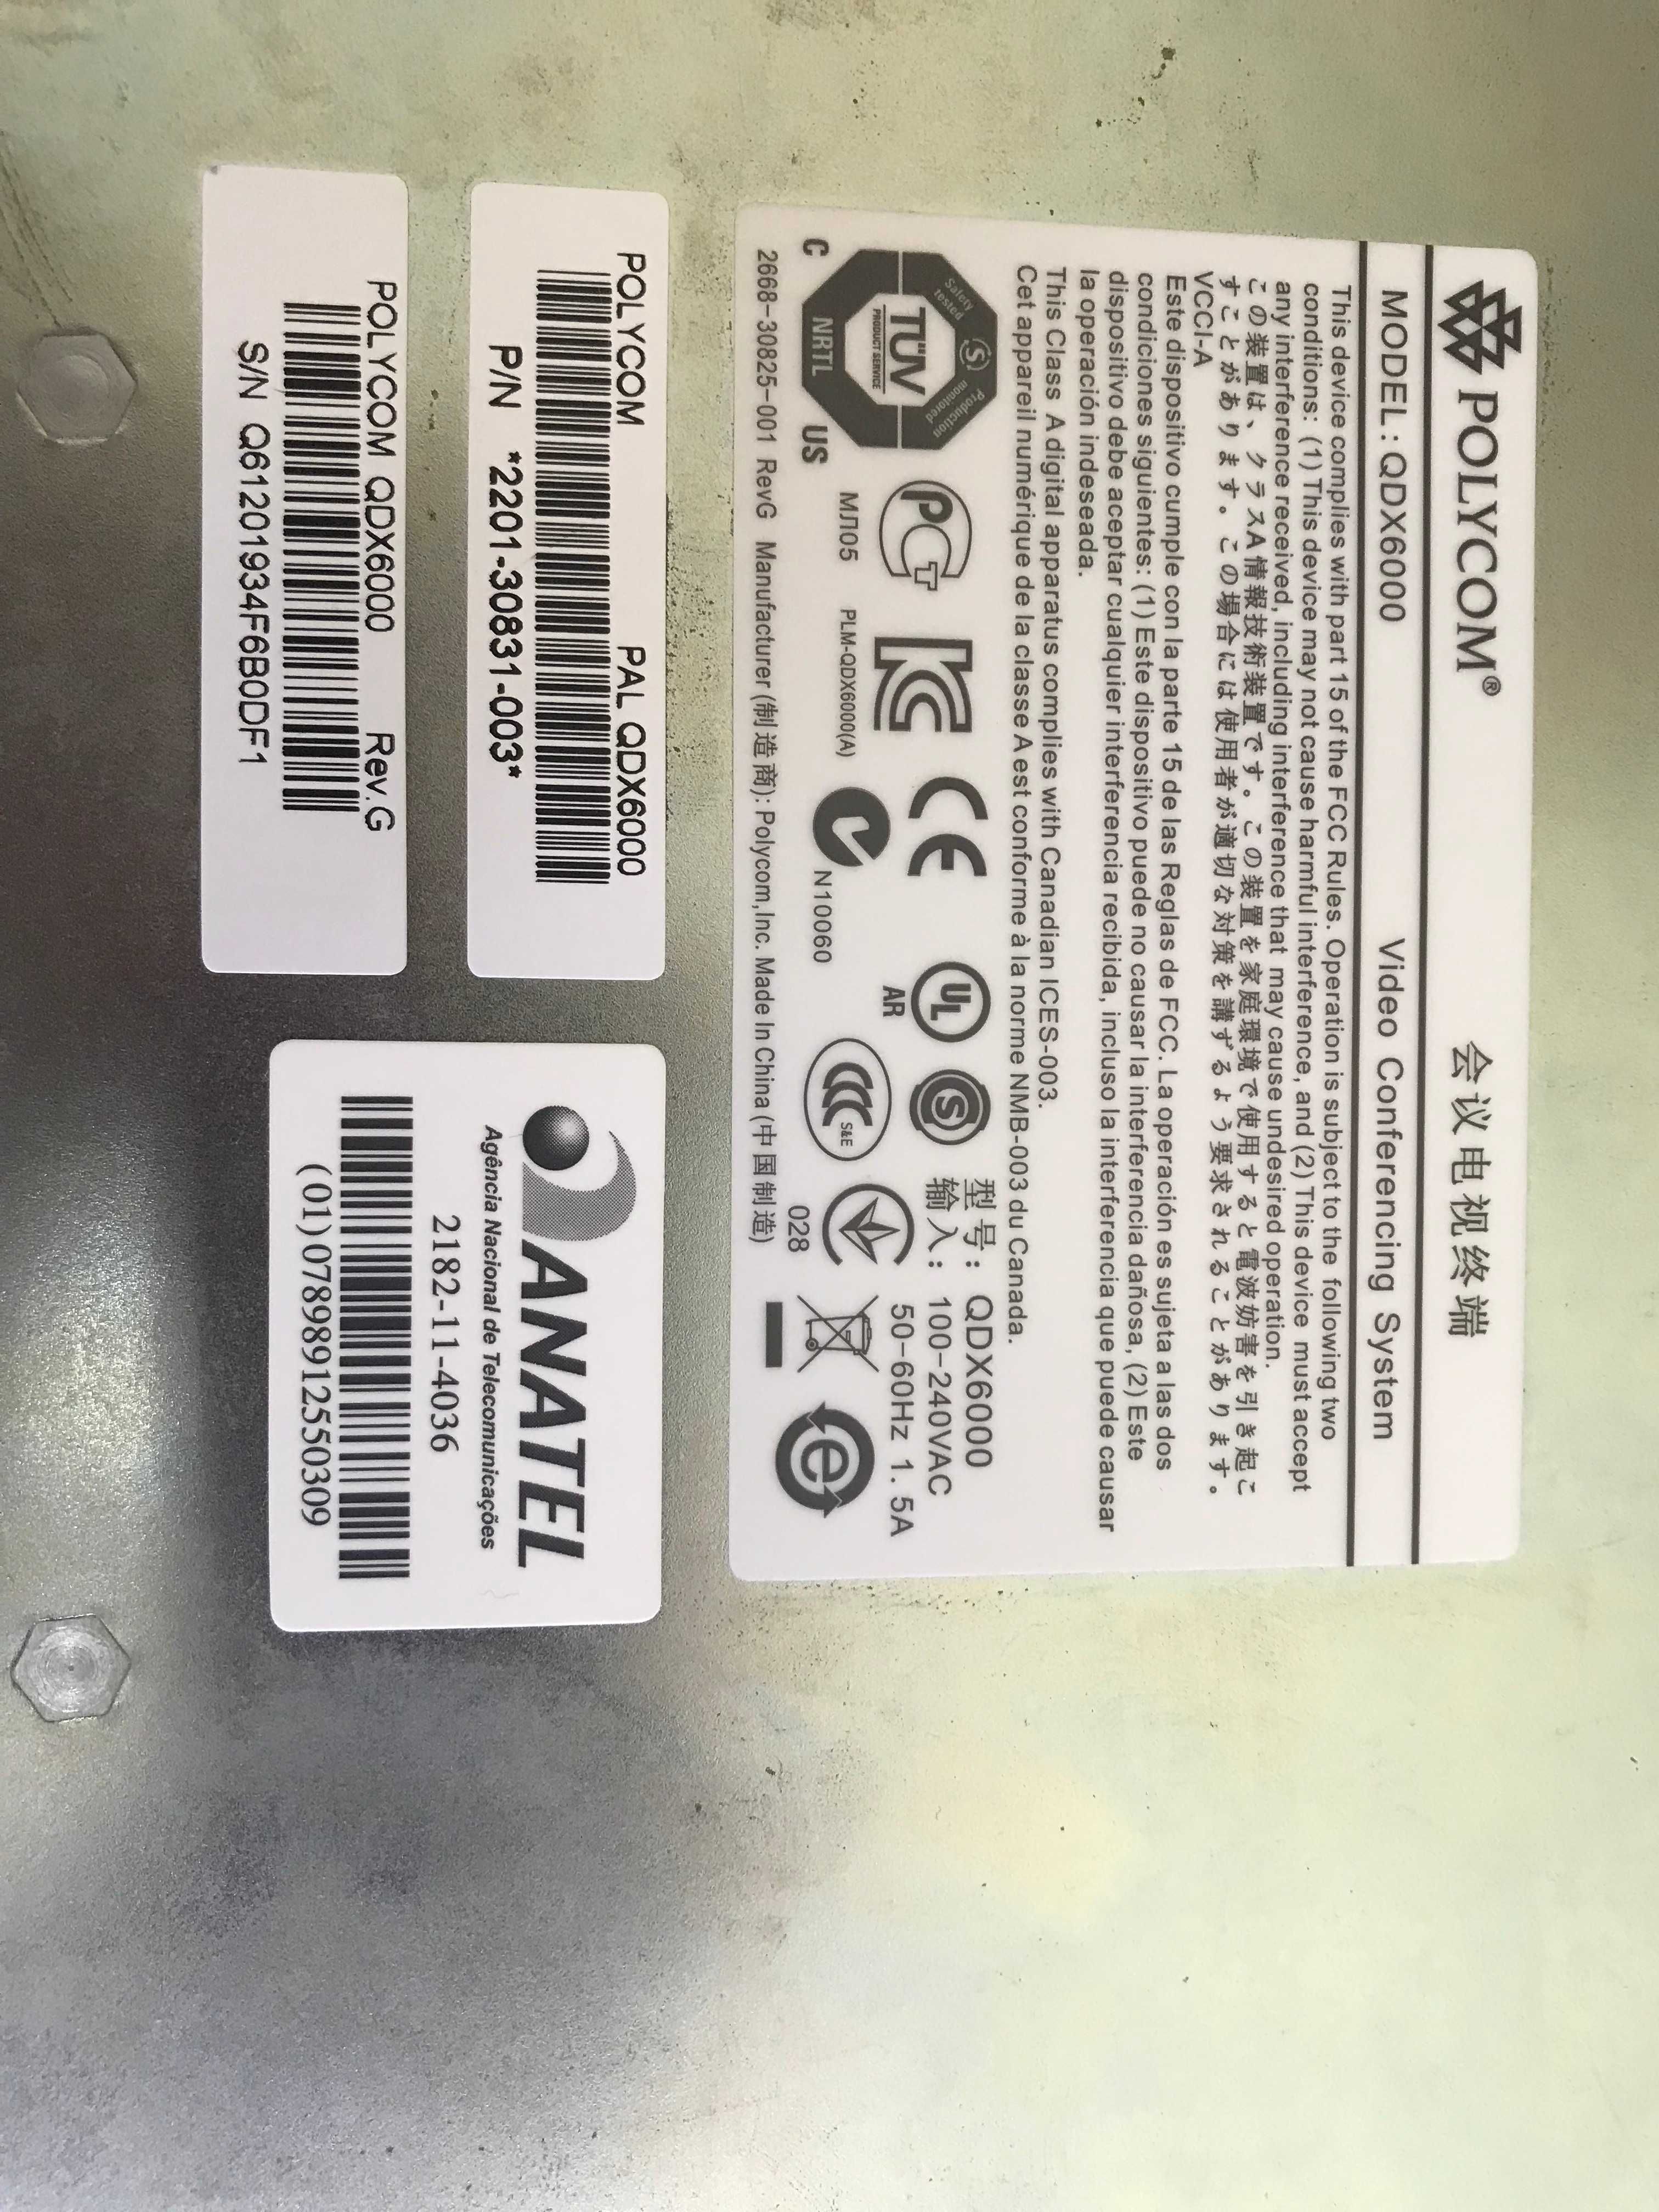 POLYCOM® 会议电视终端
MODEL:QDX6000 Video Conferencing System
This device complies with part 15 of the FCC Rules. Operation is subject to the following two
conditions: (1) This device may not cause harmful interference, and (2) This device must accept
any interference received, including interference that may cause undesired operation.
この装置は、クラスA情報技術装置です。この装置を家庭環境で使用すると電波妨害を引き起こ
すことがあります。この場合には使用者が適切な対策を講ずるよう要求されることがあります。
VCCI-A
Este dispositivo cumple con la parte 15 de las Reglas de FCC. La operación es sujeta a las dos
condiciones siguientes: (1) Este dispositivo puede no causar la interferencia dañosa, (2) Este
dispositivo debe aceptar cualquier interferencia recibida, incluso la interferencia que puede causar
la operación indeseada.
This Class A digital apparatus complies with Canadian ICES-003.
Cet appareil numérique de la classe A est conforme à la norme NMB-003 du Canada.
Safety tested
Production monitored
TÜV
PRODUCT SERVICE
NRTL
C US
МЛ05
PLM-QDX6000(A)
CE
N10060
UL
AR
S
CCC
S&E
028
型号: QDX6000
输入: 100-240VAC
50-60Hz 1.5A
e
2668-30825-001 RevG Manufacturer (制造商): Polycom,Inc. Made In China (中国制造)
POLYCOM PAL QDX6000
P/N *2201-30831-003*
POLYCOM QDX6000 Rev.G
S/N Q61201934F6B0DF1
ANATEL
Agência Nacional de Telecomunicações
2182-11-4036
(01)07898912550309